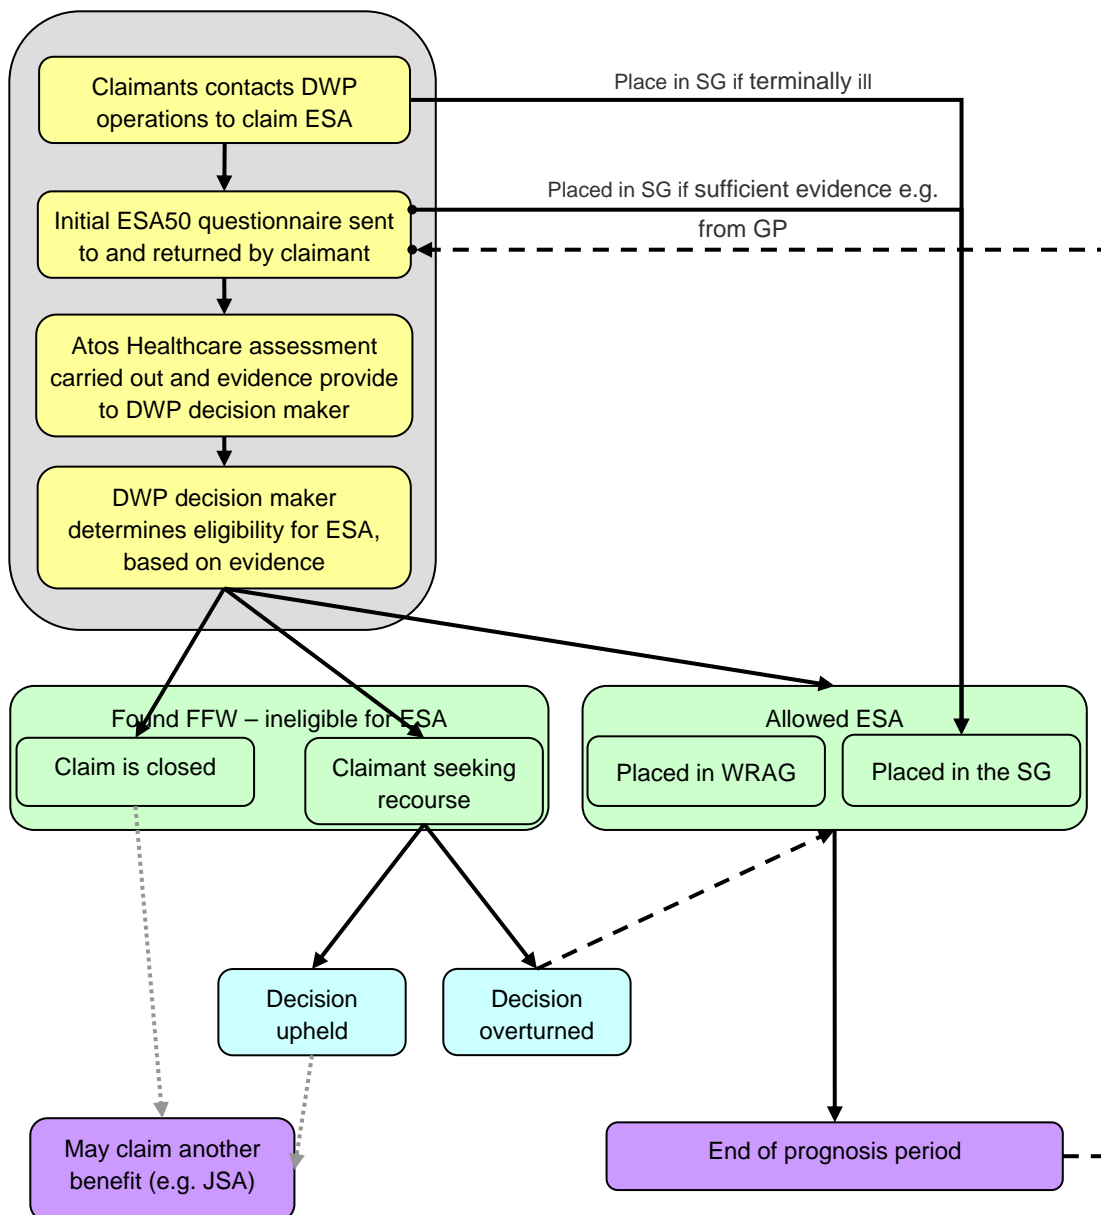 Claimants contacts DWP
operations to claim ESA
Place in SG if terminally ill
Initial ESA50 questionnaire sent
to and returned by claimant
Placed in SG if sufficient evidence e.g.
from GP
Atos Healthcare assessment
carried out and evidence provide
to DWP decision maker
DWP decision maker
determines eligibility for ESA,
based on evidence
Found FFW – ineligible for ESA
Claim is closed
Claimant seeking
recourse
Allowed ESA
Placed in WRAG
Placed in the SG
Decision
upheld
Decision
overturned
May claim another
benefit (e.g. JSA)
End of prognosis period